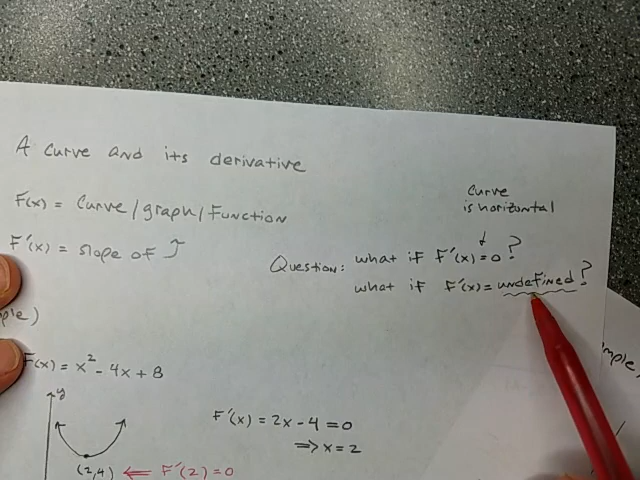 A curve and its derivative
F(x) = Curve/graph/Function
F'(x) = slope of ⤴
curve
is horizontal
↓
Question: what if F'(x)=0?
what if F'(x)= undefined?
ple)
mple,
F(x) = x² - 4x + 8
y
F'(x) = 2x - 4 = 0
⇒ x = 2
(2,4) ⇐ F'(2) = 0